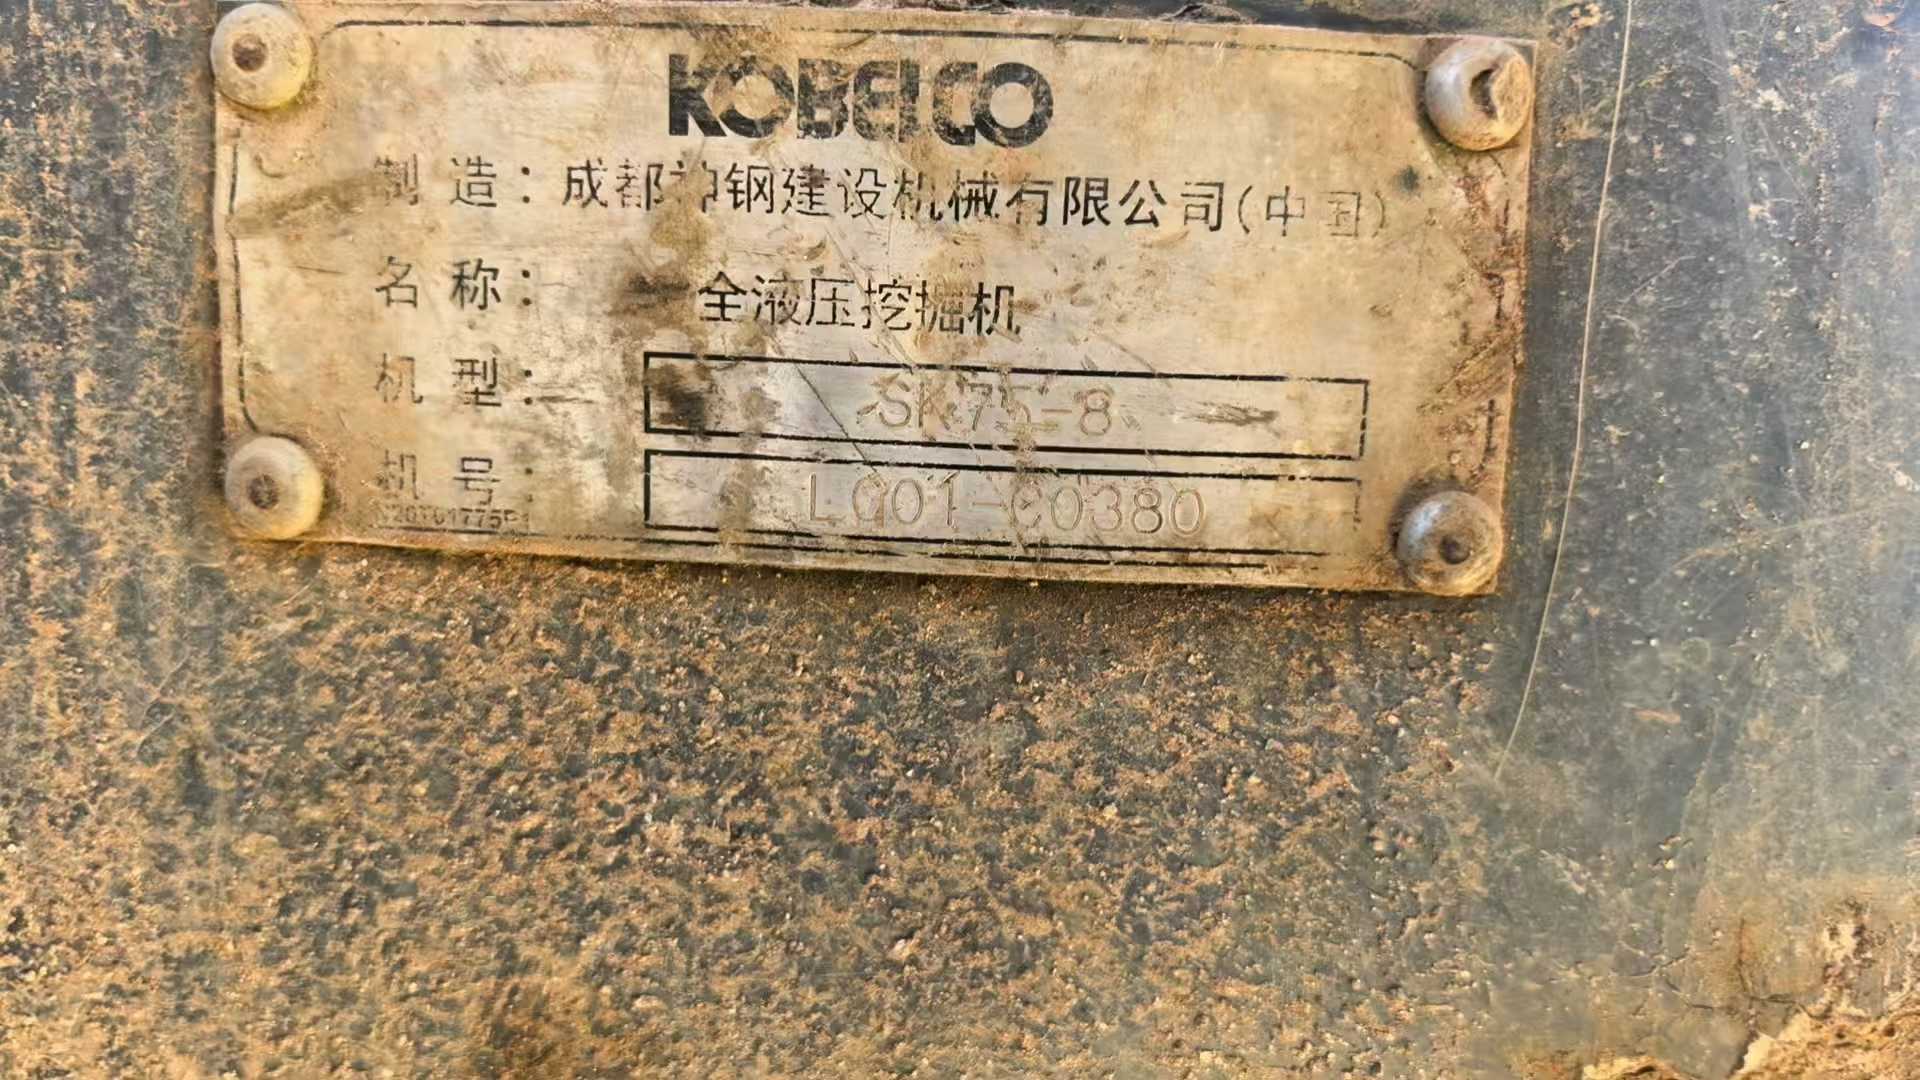 KOBELCO
制 造：成都神钢建设机械有限公司(中国)
名 称： 全液压挖掘机
机 型： SK75-8
机 号： LC01-C0380